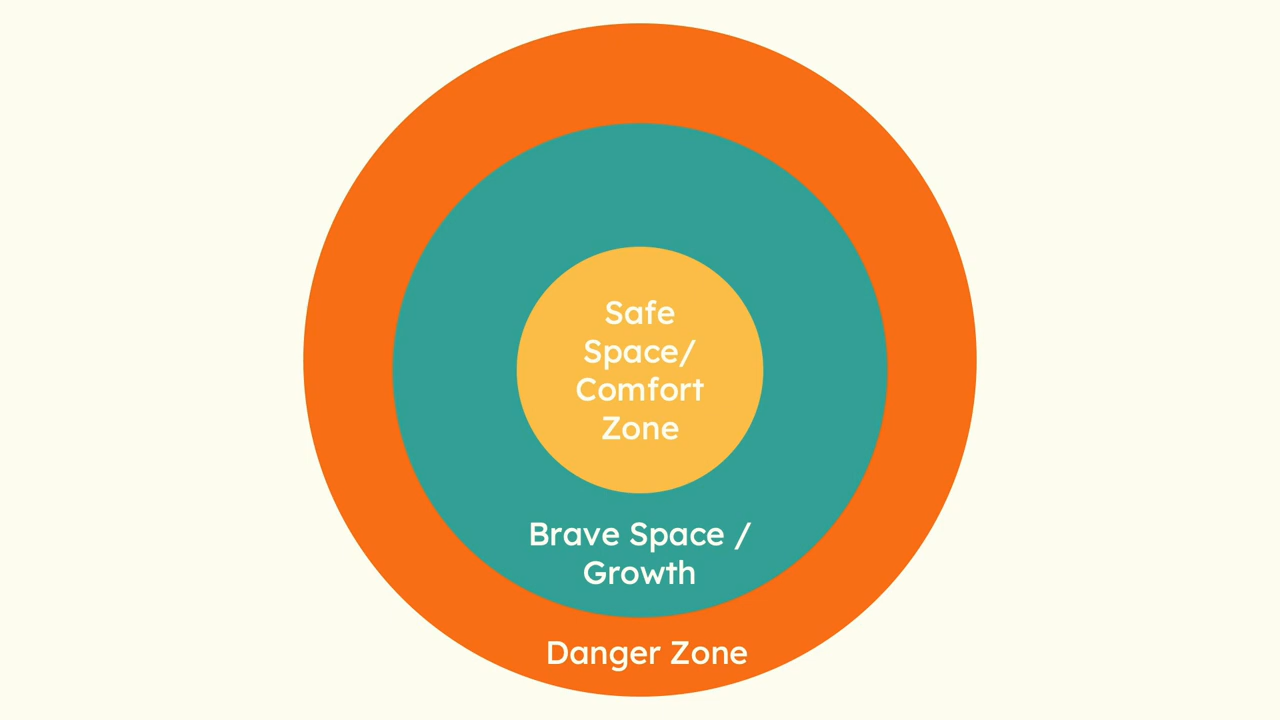 Safe
Space/
Comfort
Zone
Brave Space /
Growth
Danger Zone